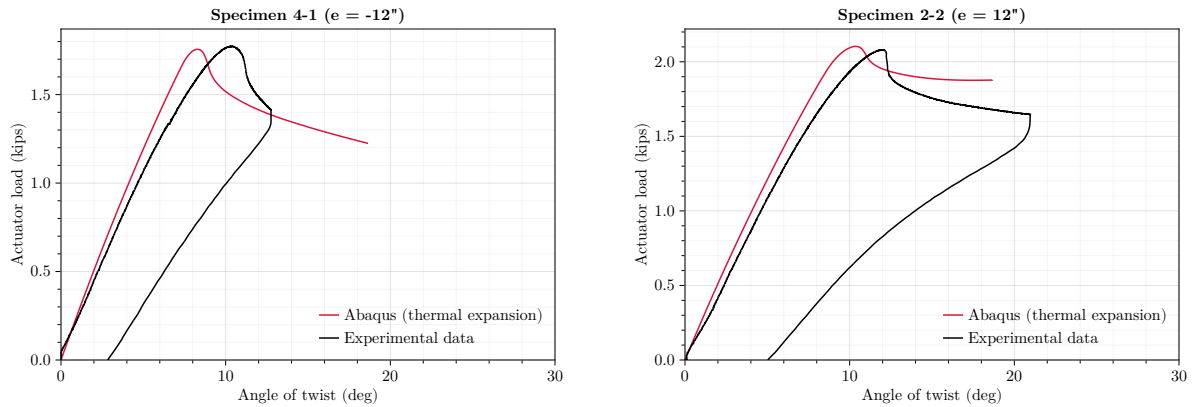 Specimen 4-1 (e = -12")
Actuator load (kips)
1.5
1.0
0.5
0.0
0
10
20
30
Angle of twist (deg)
Abaqus (thermal expansion)
Experimental data
Specimen 2-2 (e = 12")
Actuator load (kips)
2.0
1.5
1.0
0.5
0.0
0
10
20
30
Angle of twist (deg)
Abaqus (thermal expansion)
Experimental data